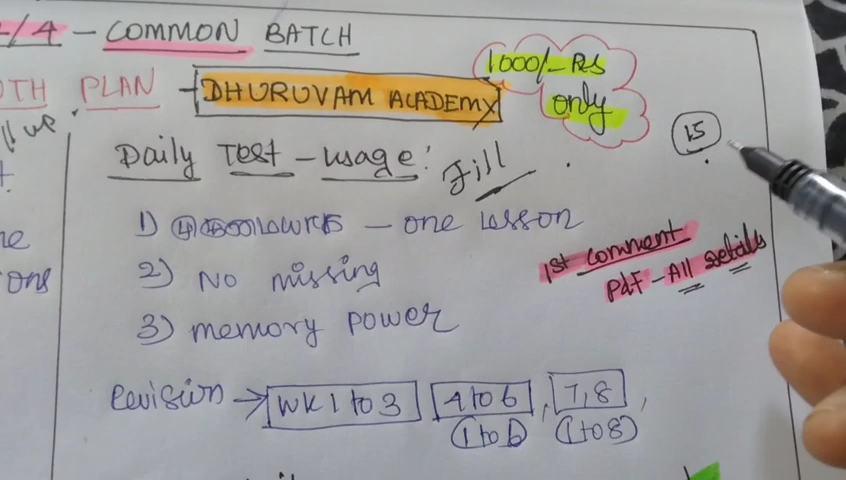 /4 - COMMON BATCH
OTH PLAN - DHURUVAM ACADEMY
1000/- Rs
only
15
Daily Test - usage:
Fill
1) - one Lesson
2) No missing
3) memory power
1st comment
Pdf - All details
Revision → WK 1 to 3 4 to 6, 7,8,
(1 to 6) (1 to 8)